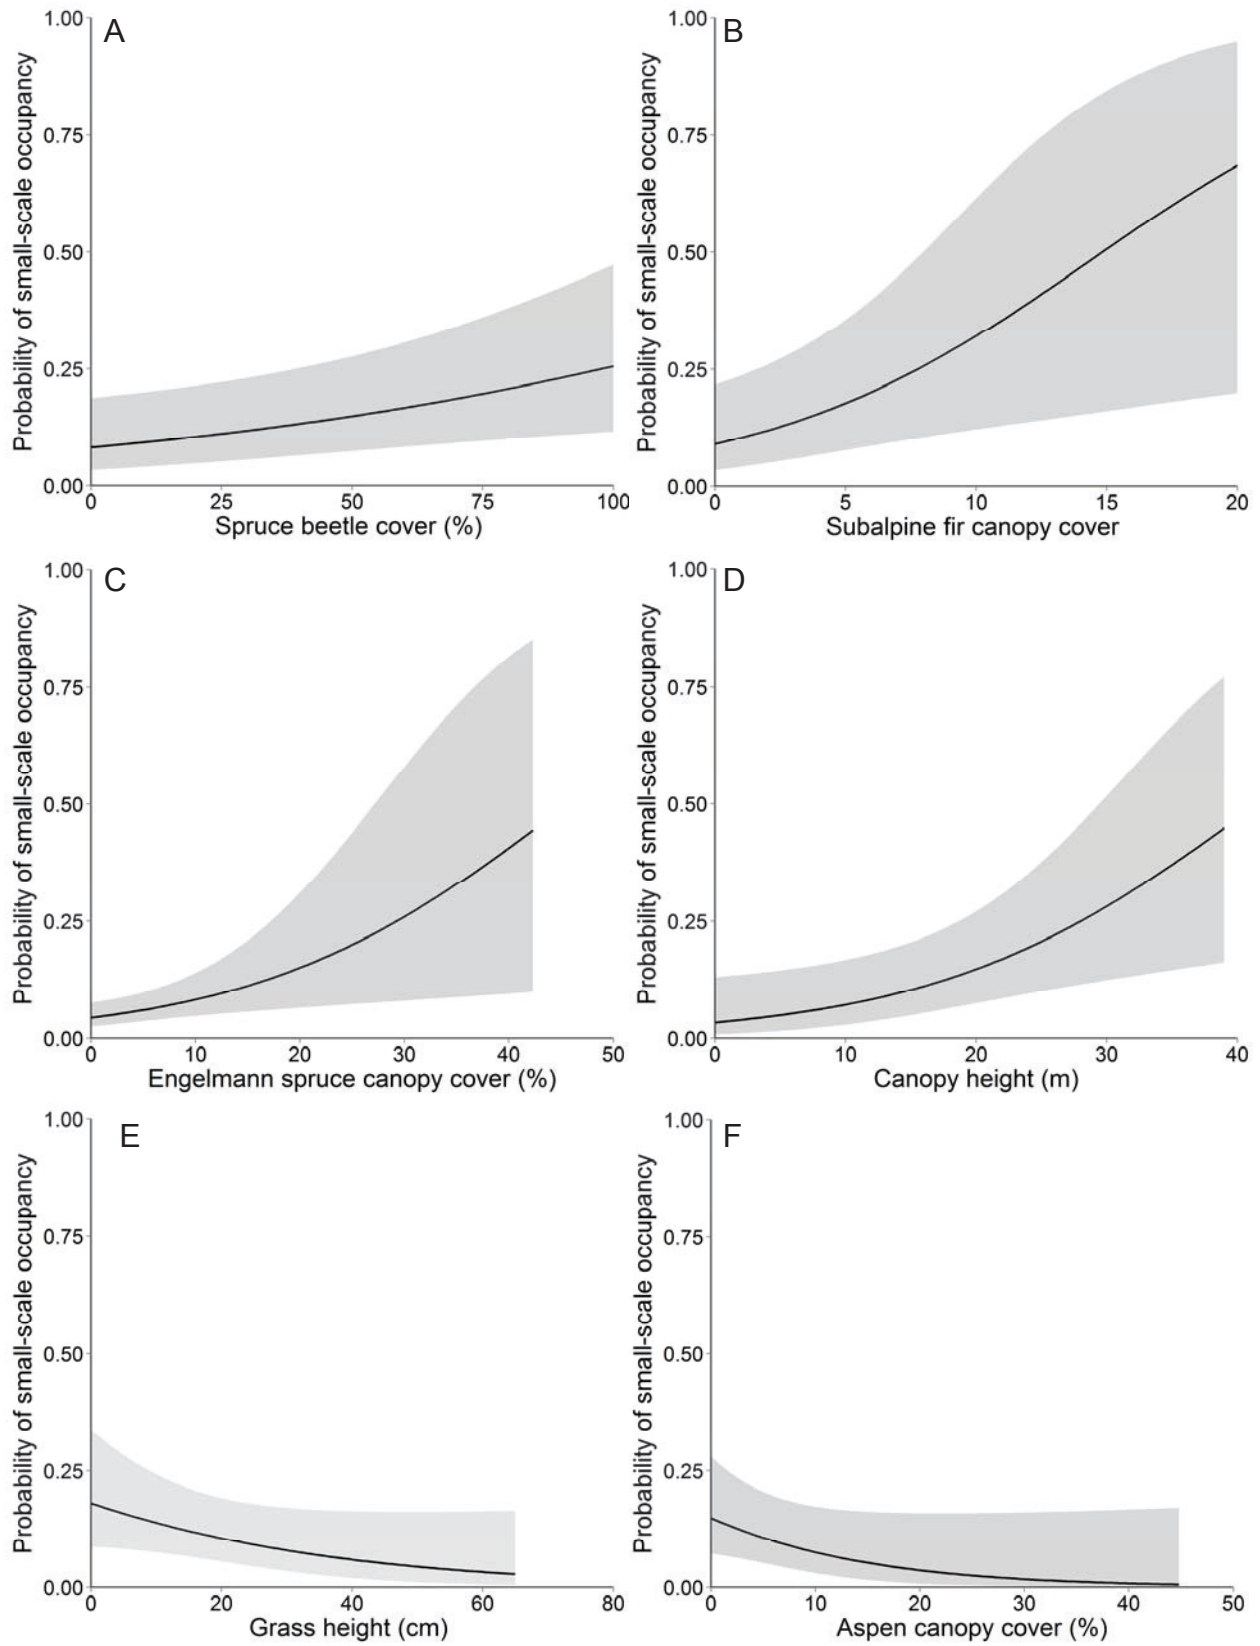 A
Probability of small-scale occupancy
1.00
0.75
0.50
0.25
0.00
0 25 50 75 100
Spruce beetle cover (%)
B
Probability of small-scale occupancy
1.00
0.75
0.50
0.25
0.00
0 5 10 15 20
Subalpine fir canopy cover
C
Probability of small-scale occupancy
1.00
0.75
0.50
0.25
0.00
0 10 20 30 40 50
Engelmann spruce canopy cover (%)
D
Probability of small-scale occupancy
1.00
0.75
0.50
0.25
0.00
0 10 20 30 40
Canopy height (m)
E
Probability of small-scale occupancy
1.00
0.75
0.50
0.25
0.00
0 20 40 60 80
Grass height (cm)
F
Probability of small-scale occupancy
1.00
0.75
0.50
0.25
0.00
0 10 20 30 40 50
Aspen canopy cover (%)